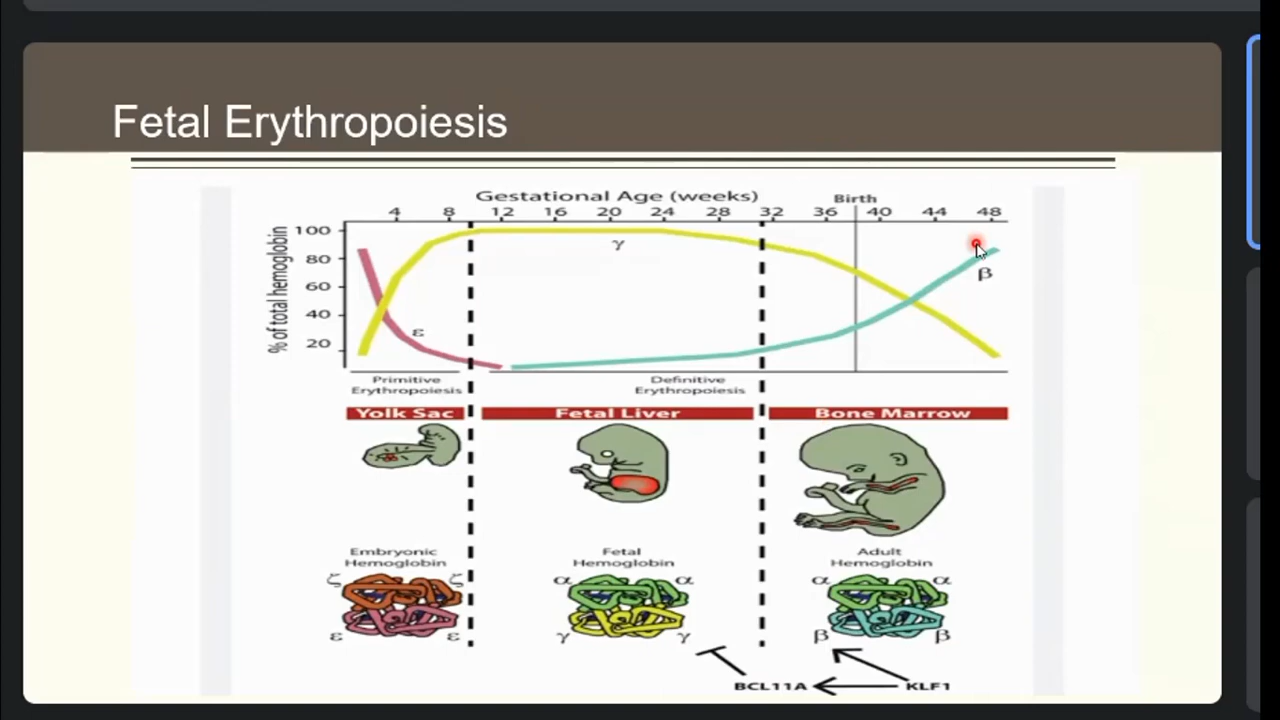 Fetal Erythropoiesis
Gestational Age (weeks)
Birth
4 8 12 16 20 24 28 32 36 40 44 48
% of total hemoglobin
100
80
60
40
20
γ
ε
β
Primitive
Erythropoiesis
Definitive
Erythropoiesis
Yolk Sac
Fetal Liver
Bone Marrow
Embryonic
Hemoglobin
Fetal
Hemoglobin
Adult
Hemoglobin
ζ ζ
α α
α α
ε ε
γ γ
β β
BCL11A
KLF1